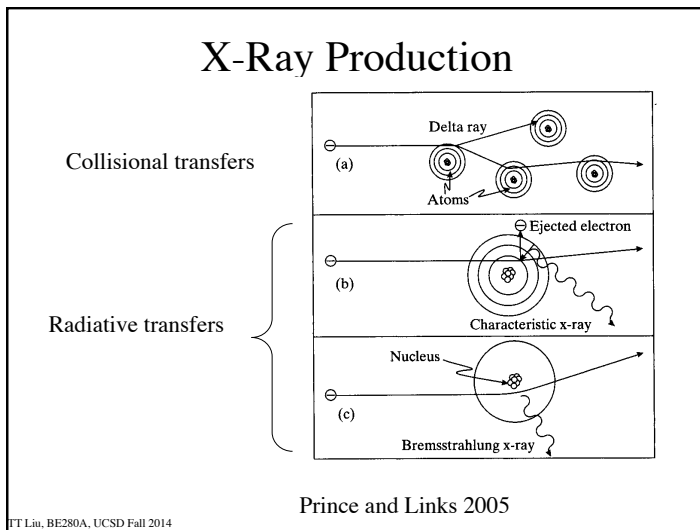 X-Ray Production
Collisional transfers
Delta ray
(a)
N
Atoms
Radiative transfers
Ejected electron
(b)
Characteristic x-ray
Nucleus
(c)
Bremsstrahlung x-ray
Prince and Links 2005
TT Liu, BE280A, UCSD Fall 2014